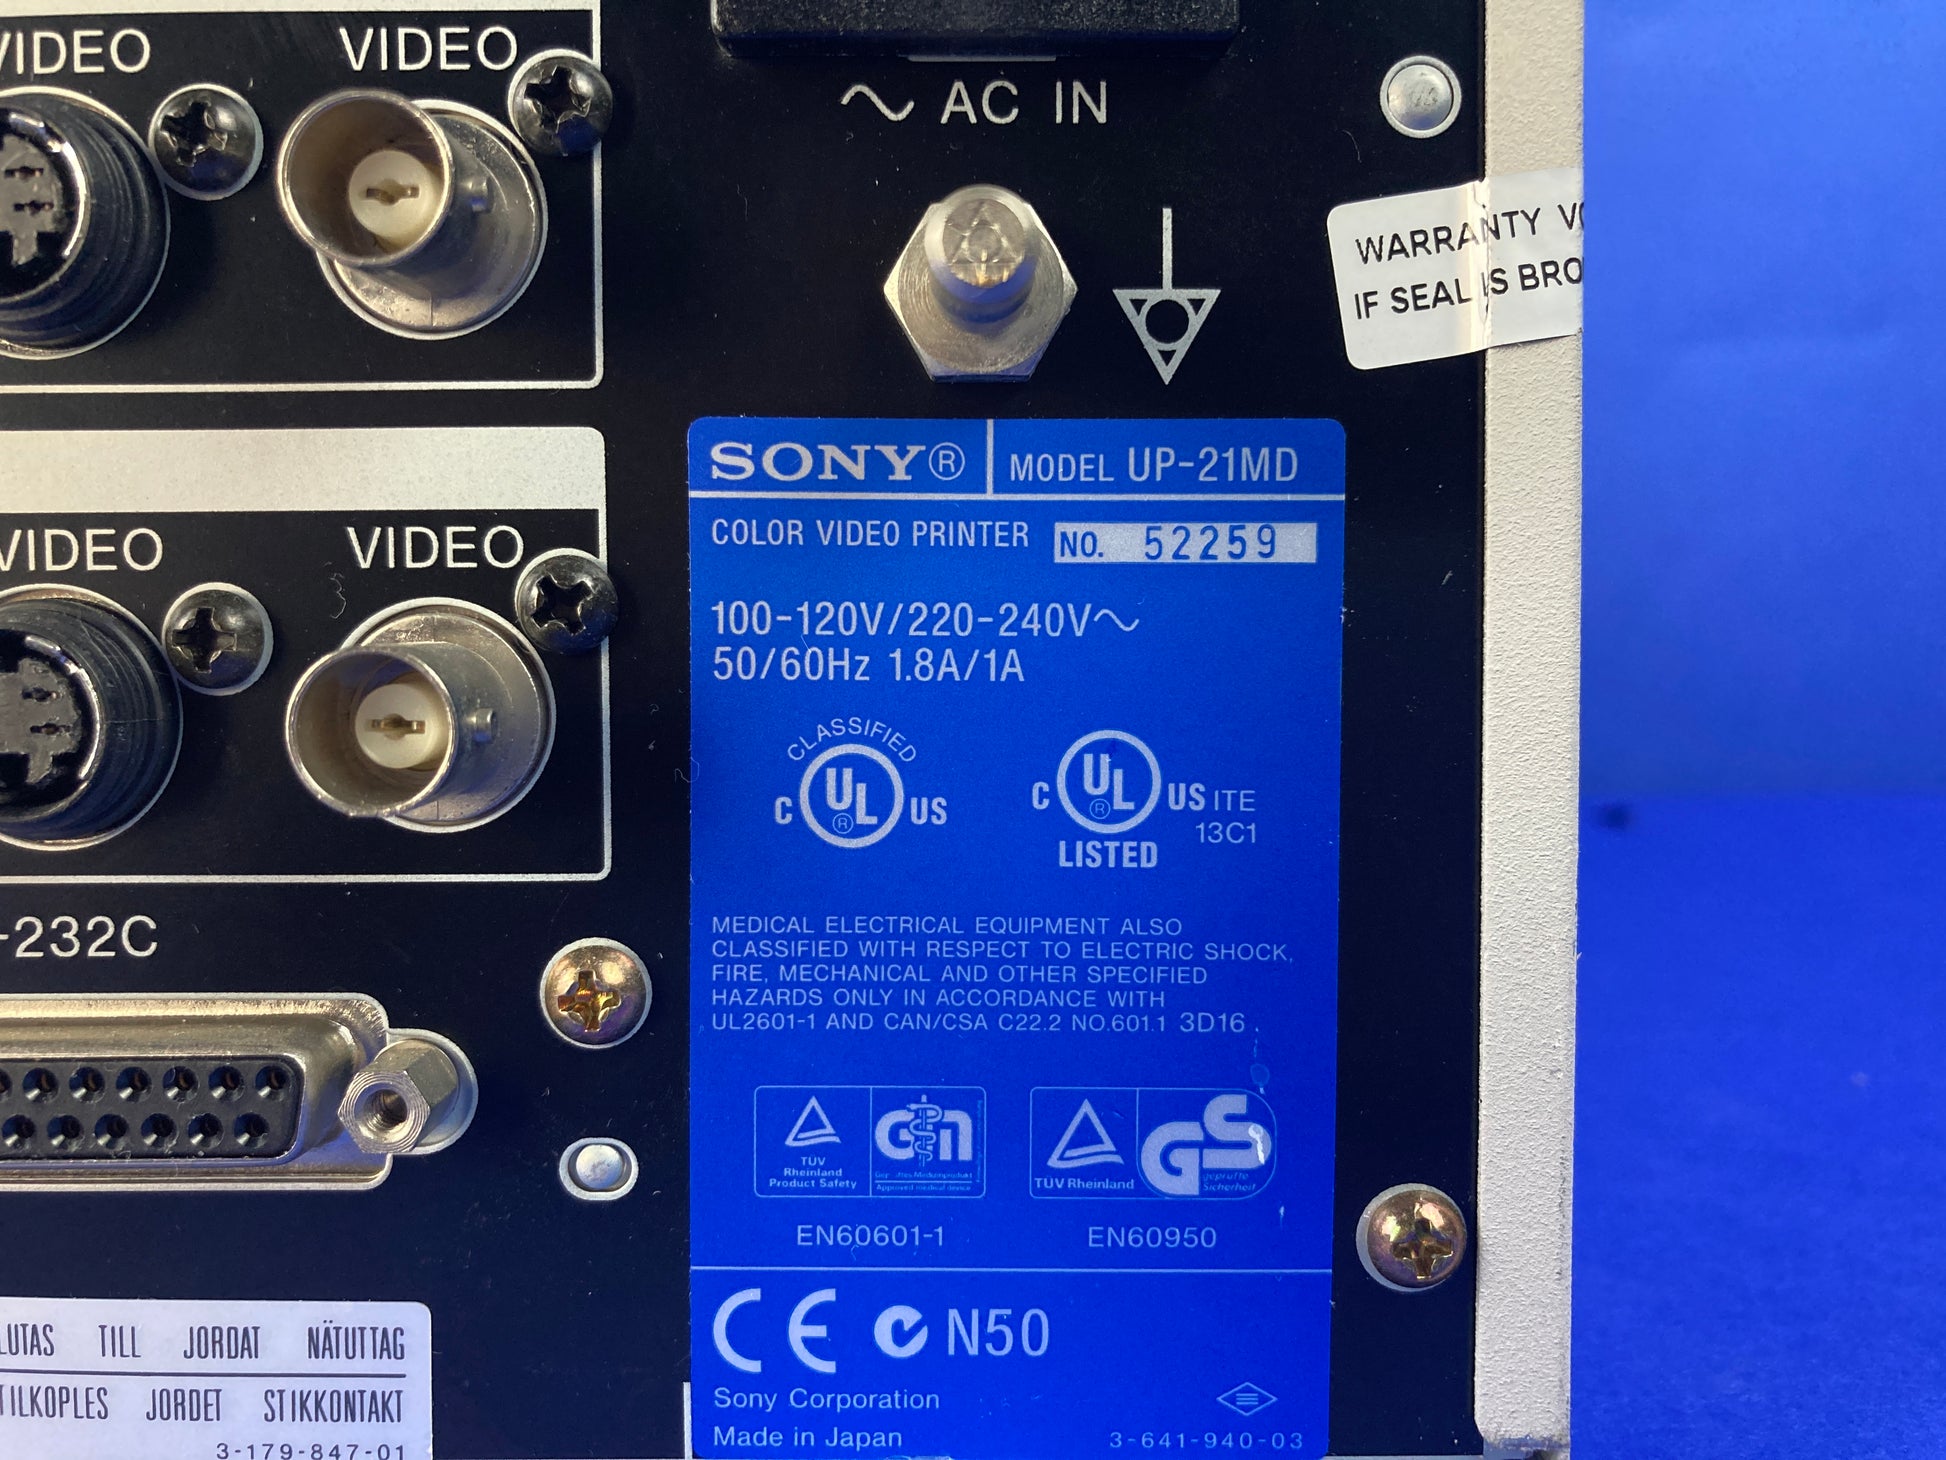 VIDEO
VIDEO
~ AC IN
WARRANTY
IF SEAL IS
SONY® MODEL UP-21MD
COLOR VIDEO PRINTER NO. 52259
100-120V/220-240V~
50/60Hz 1.8A/1A
CLASSIFIED
C UL® US
C UL® US ITE
13C1
LISTED
MEDICAL ELECTRICAL EQUIPMENT ALSO
CLASSIFIED WITH RESPECT TO ELECTRIC SHOCK,
FIRE, MECHANICAL AND OTHER SPECIFIED
HAZARDS ONLY IN ACCORDANCE WITH
UL2601-1 AND CAN/CSA C22.2 NO.601.1 3D16
TÜV
Rheinland
Product Safety
Approved medical device
TÜV Rheinland
GS
geprüfte
Sicherheit
EN60601-1
EN60950
CE N50
Sony Corporation
Made in Japan
3-641-940-03
VIDEO
VIDEO
-232C
LUTAS TILL JORDAT NÄTUTTAG
TILKOPLES JORDET STIKKONTAKT
3-179-847-01